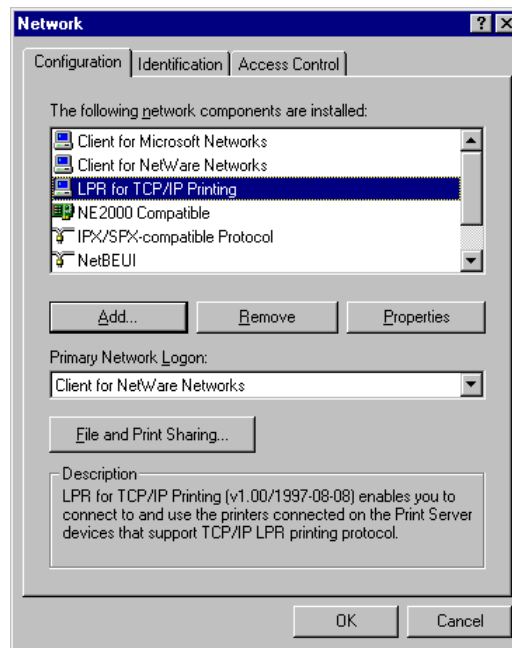 Network
Configuration Identification Access Control
The following network components are installed:
Client for Microsoft Networks
Client for NetWare Networks
LPR for TCP/IP Printing
NE2000 Compatible
IPX/SPX-compatible Protocol
NetBEUI
Add... Remove Properties
Primary Network Logon:
Client for NetWare Networks
File and Print Sharing...
Description
LPR for TCP/IP Printing (v1.00/1997-08-08) enables you to
connect to and use the printers connected on the Print Server
devices that support TCP/IP LPR printing protocol.
OK Cancel